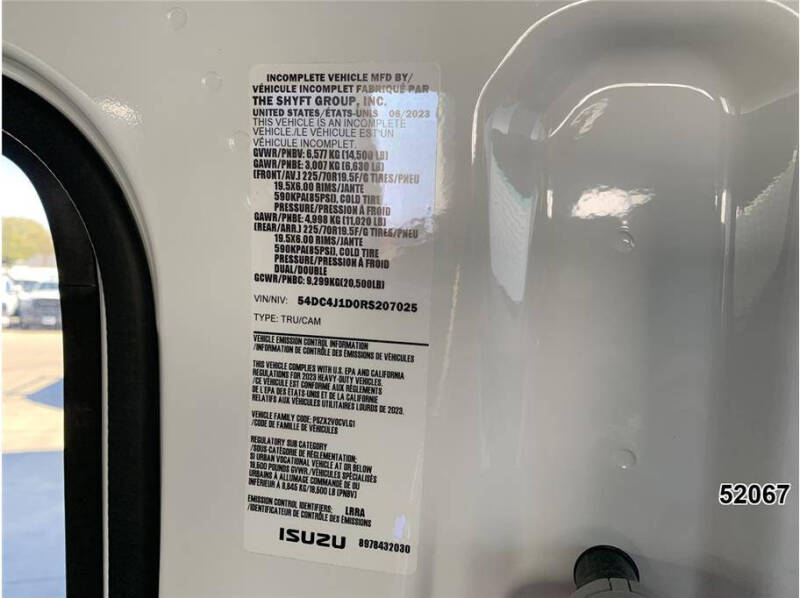 INCOMPLETE VEHICLE MFD BY/
VÉHICULE INCOMPLET FABRIQUÉ PAR
THE SHYFT GROUP, INC.
UNITED STATES/ÉTATS-UNIS 06/2023
THIS VEHICLE IS AN INCOMPLETE
VEHICLE./LE VÉHICULE EST UN
VÉHICULE INCOMPLET.
GVWR/PNBV: 6,577 KG (14,500 LB)
GAWR/PNBE: 3,007 KG (6,630 LB)
(FRONT/AV.) 225/70R19.5F/G TIRES/PNEU
19.5X6.00 RIMS/JANTE
590KPA(85PSI), COLD TIRE
PRESSURE/PRESSION À FROID
GAWR/PNBE: 4,998 KG (11,020 LB)
(REAR/ARR.) 225/70R19.5F/G TIRES/PNEU
19.5X6.00 RIMS/JANTE
590KPA(85PSI), COLD TIRE
PRESSURE/PRESSION À FROID
DUAL/DOUBLE
GCWR/PNBC: 9,299KG(20,500LB)
VIN/NIV: 54DC4J1D0RS207025
TYPE: TRU/CAM
VEHICLE EMISSION CONTROL INFORMATION
/INFORMATION DE CONTRÔLE DES ÉMISSIONS DE VÉHICULES
THIS VEHICLE COMPLIES WITH U.S. EPA AND CALIFORNIA
REGULATIONS FOR 2023 HEAVY-DUTY VEHICLES.
/CE VÉHICULE EST CONFORME AUX RÈGLEMENTS
DE L'EPA DES ÉTATS-UNIS ET DE LA CALIFORNIE
RELATIFS AUX VÉHICULES UTILITAIRES LOURDS DE 2023.
VEHICLE FAMILY CODE: PSZX2VOCVLG1
/CODE DE FAMILLE DE VÉHICULES
REGULATORY SUB CATEGORY
/SOUS-CATÉGORIE DE RÈGLEMENTATION:
SI URBAN VOCATIONAL VEHICLE AT OR BELOW
19,500 POUNDS GVWR/VÉHICULES SPÉCIALISÉS
URBAINS À ALLUMAGE COMMANDÉ DE OU
INFÉRIEUR À 8,845 KG/19,500 LB (PNBV)
EMISSION CONTROL IDENTIFIERS: LRRA
/IDENTIFICATEUR DE CONTRÔLE DES ÉMISSIONS
ISUZU 8978432030
52067